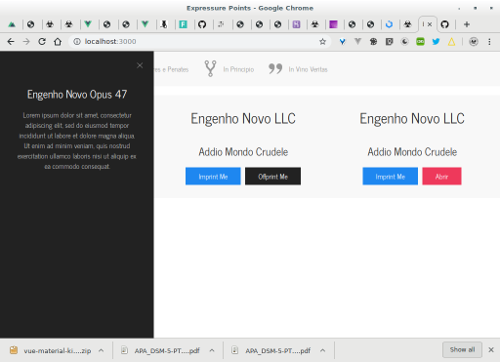 Expressure Points - Google Chrome
localhost:3000
es e Penates
In Principio
In Vino Veritas
Engenho Novo Opus 47
Lorem ipsum dolor sit amet, consectetur
adipiscing elit, sed do eiusmod tempor
incididunt ut labore et dolore magna aliqua.
Ut enim ad minim veniam, quis nostrud
exercitation ullamco laboris nisi ut aliquip ex
ea commodo consequat.
Engenho Novo LLC
Addio Mondo Crudele
Imprint Me
Offprint Me
Engenho Novo LLC
Addio Mondo Crudele
Imprint Me
Abrir
vue-material-ki....zip
APA_DSM-5-PT....pdf
APA_DSM-5-PT....pdf
Show all